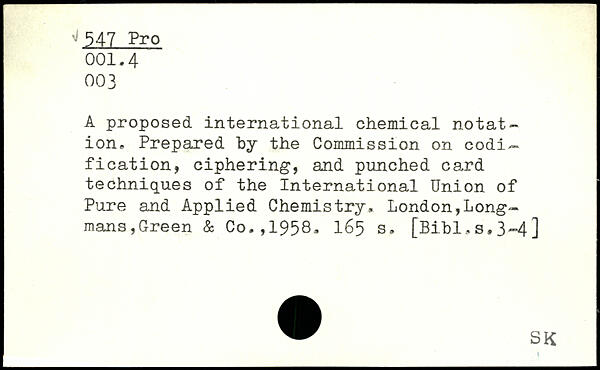 √547 Pro
001.4
003
A proposed international chemical notat-
ion. Prepared by the Commission on codi-
fication, ciphering, and punched card
techniques of the International Union of
Pure and Applied Chemistry. London,Long-
mans,Green & Co.,1958. 165 s. [Bibl.s.3-4]
SK